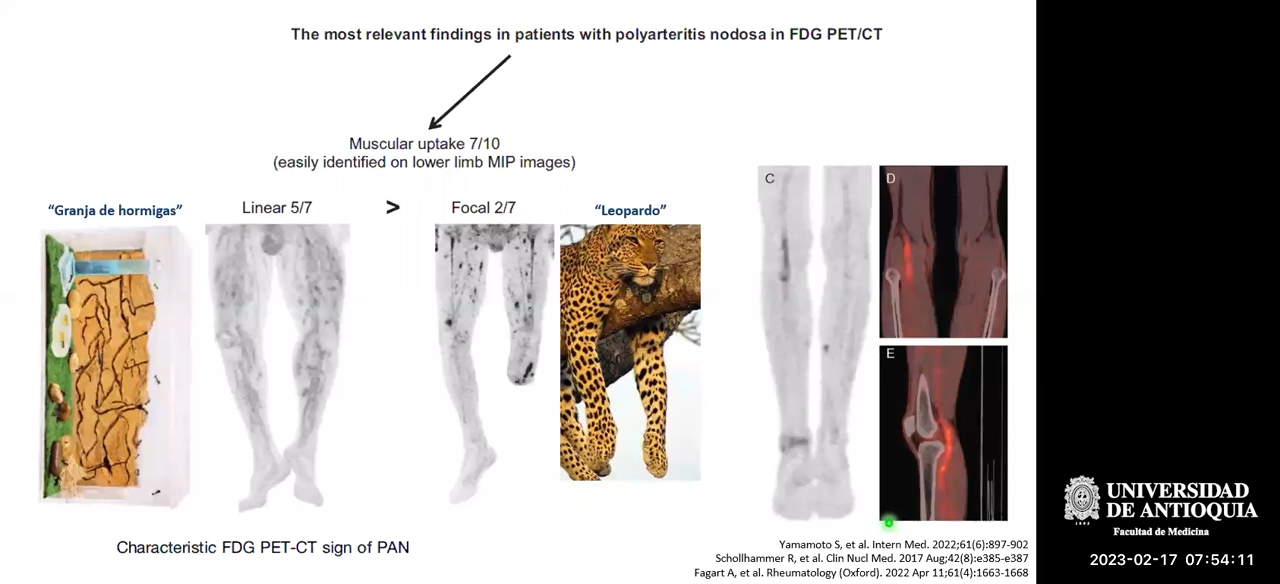 The most relevant findings in patients with polyarteritis nodosa in FDG PET/CT
Muscular uptake 7/10
(easily identified on lower limb MIP images)
“Granja de hormigas”
Linear 5/7
>
Focal 2/7
“Leopardo”
C
D
E
Characteristic FDG PET-CT sign of PAN
Yamamoto S, et al. Intern Med. 2022;61(6):897-902
Schollhammer R, et al. Clin Nucl Med. 2017 Aug;42(8):e385-e387
Fagart A, et al. Rheumatology (Oxford). 2022 Apr 11;61(4):1663-1668
1803
UNIVERSIDAD
DE ANTIOQUIA
Facultad de Medicina
2023-02-17 07:54:11